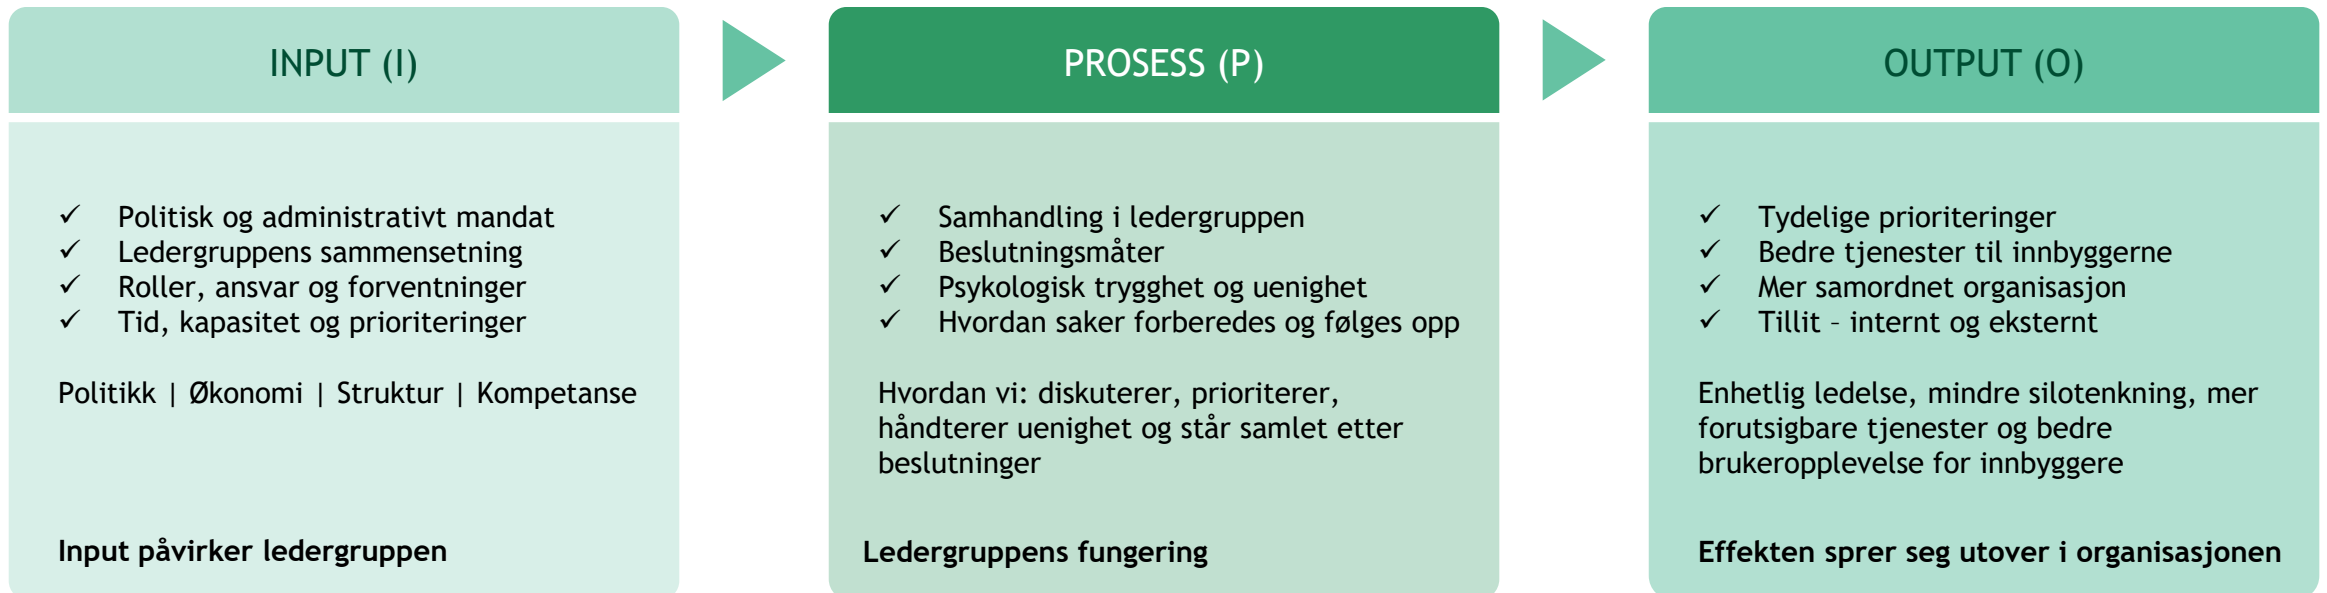 INPUT (I)
✓ Politisk og administrativt mandat
✓ Ledergruppens sammensetning
✓ Roller, ansvar og forventninger
✓ Tid, kapasitet og prioriteringer
Politikk | Økonomi | Struktur | Kompetanse
Input påvirker ledergruppen
PROSESS (P)
✓ Samhandling i ledergruppen
✓ Beslutningsmåter
✓ Psykologisk trygghet og uenighet
✓ Hvordan saker forberedes og følges opp
Hvordan vi: diskuterer, prioriterer,
håndterer uenighet og står samlet etter
beslutninger
Ledergruppens fungering
OUTPUT (O)
✓ Tydelige prioriteringer
✓ Bedre tjenester til innbyggerne
✓ Mer samordnet organisasjon
✓ Tillit – internt og eksternt
Enhetlig ledelse, mindre silotenkning, mer
forutsigbare tjenester og bedre
brukeropplevelse for innbyggere
Effekten sprer seg utover i organisasjonen